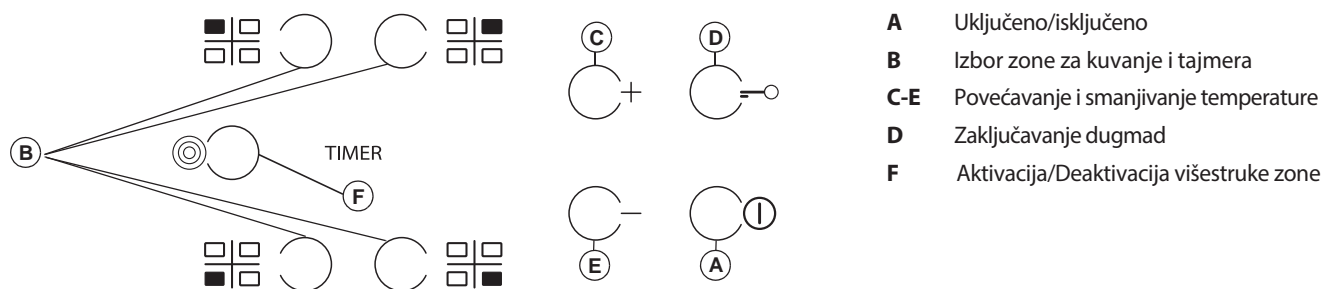 C
D
B
TIMER
F
E
A
A Uključeno/isključeno
B Izbor zone za kuvanje i tajmera
C-E Povećavanje i smanjivanje temperature
D Zaključavanje dugmad
F Aktivacija/Deaktivacija višestruke zone